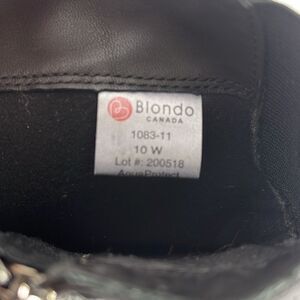 Blondo
CANADA
1083-11
10 W
Lot #: 200518
AquaProtect